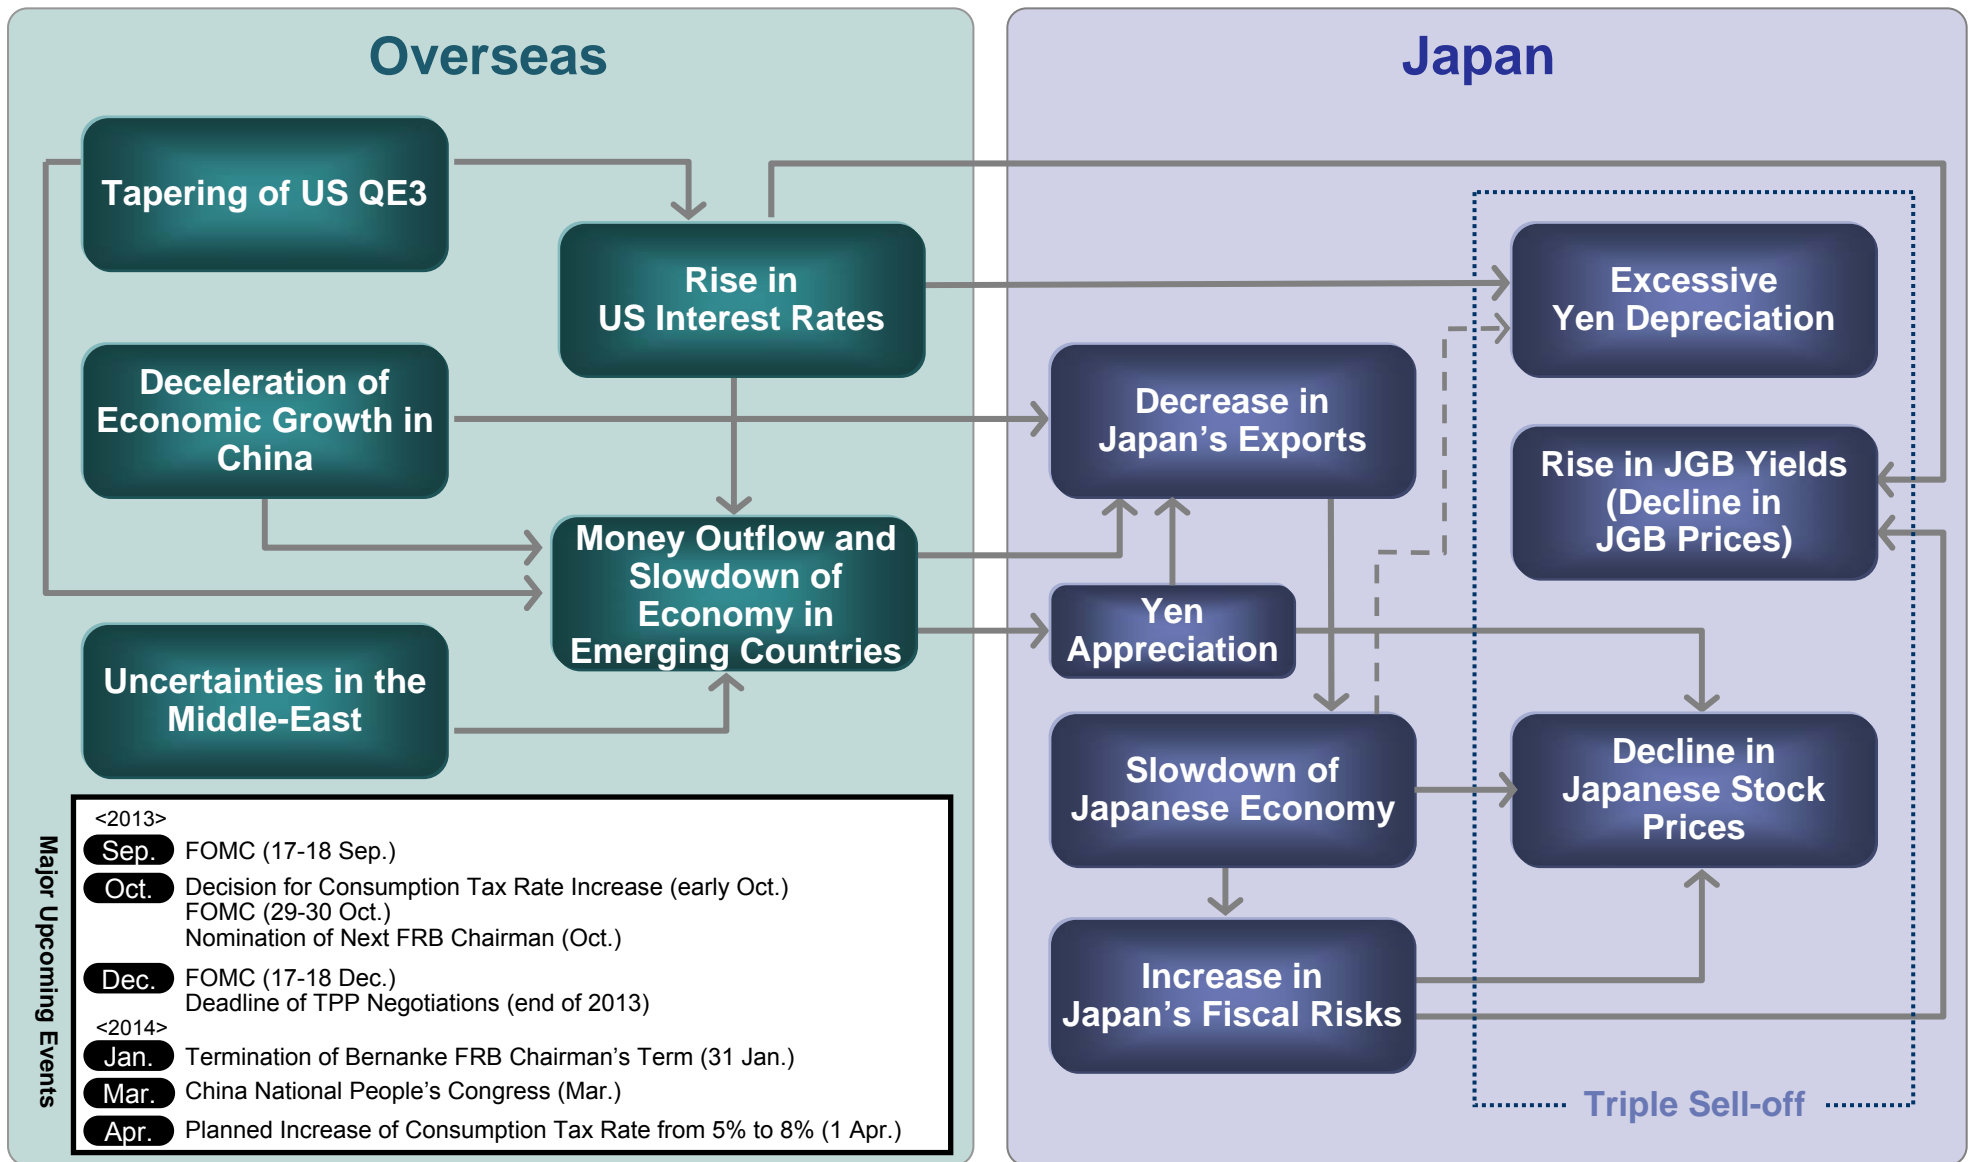 Overseas
Tapering of US QE3
Rise in
US Interest Rates
Deceleration of
Economic Growth in
China
Money Outflow and
Slowdown of
Economy in
Emerging Countries
Uncertainties in the
Middle-East
Major Upcoming Events
<2013>
Sep. FOMC (17-18 Sep.)
Oct. Decision for Consumption Tax Rate Increase (early Oct.)
FOMC (29-30 Oct.)
Nomination of Next FRB Chairman (Oct.)
Dec. FOMC (17-18 Dec.)
Deadline of TPP Negotiations (end of 2013)
<2014>
Jan. Termination of Bernanke FRB Chairman’s Term (31 Jan.)
Mar. China National People’s Congress (Mar.)
Apr. Planned Increase of Consumption Tax Rate from 5% to 8% (1 Apr.)
Japan
Excessive
Yen Depreciation
Decrease in
Japan’s Exports
Rise in JGB Yields
(Decline in
JGB Prices)
Yen
Appreciation
Slowdown of
Japanese Economy
Decline in
Japanese Stock
Prices
Increase in
Japan’s Fiscal Risks
Triple Sell-off